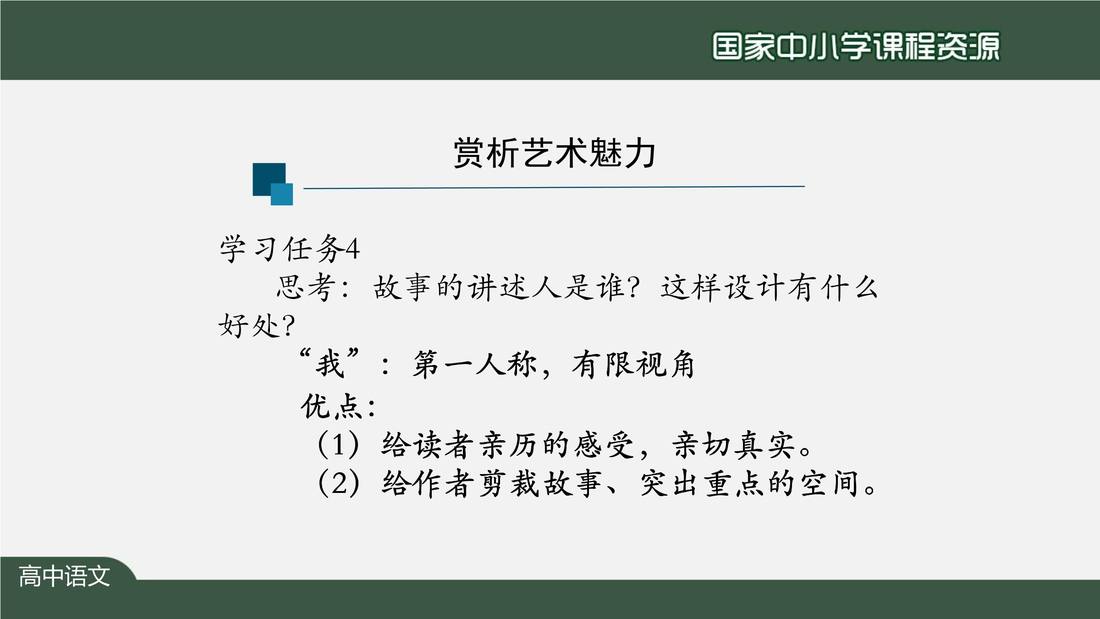 国家中小学课程资源
赏析艺术魅力
学习任务4
思考：故事的讲述人是谁？这样设计有什么
好处？
“我”：第一人称，有限视角
优点：
（1）给读者亲历的感受，亲切真实。
（2）给作者剪裁故事、突出重点的空间。
高中语文